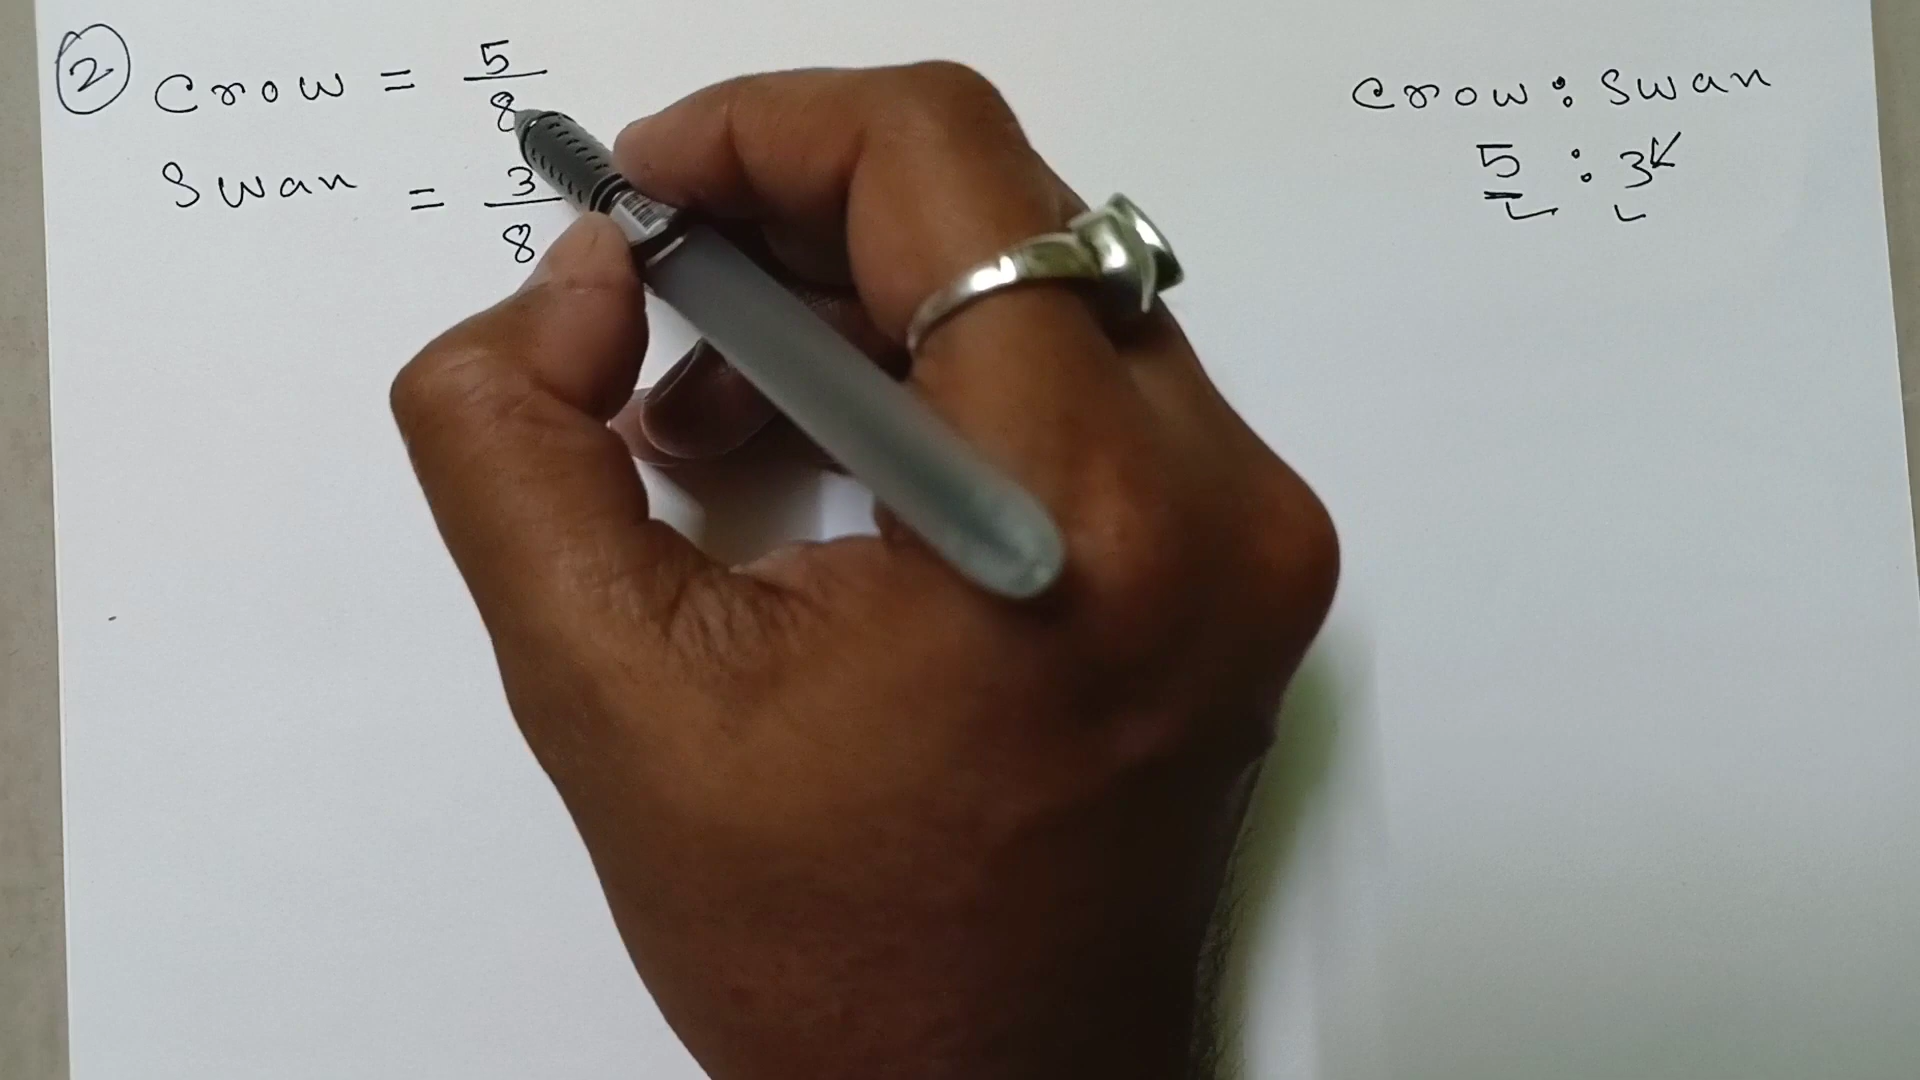 2 Crow = 5/8
Swan = 3/8
Crow : Swan
5 : 3